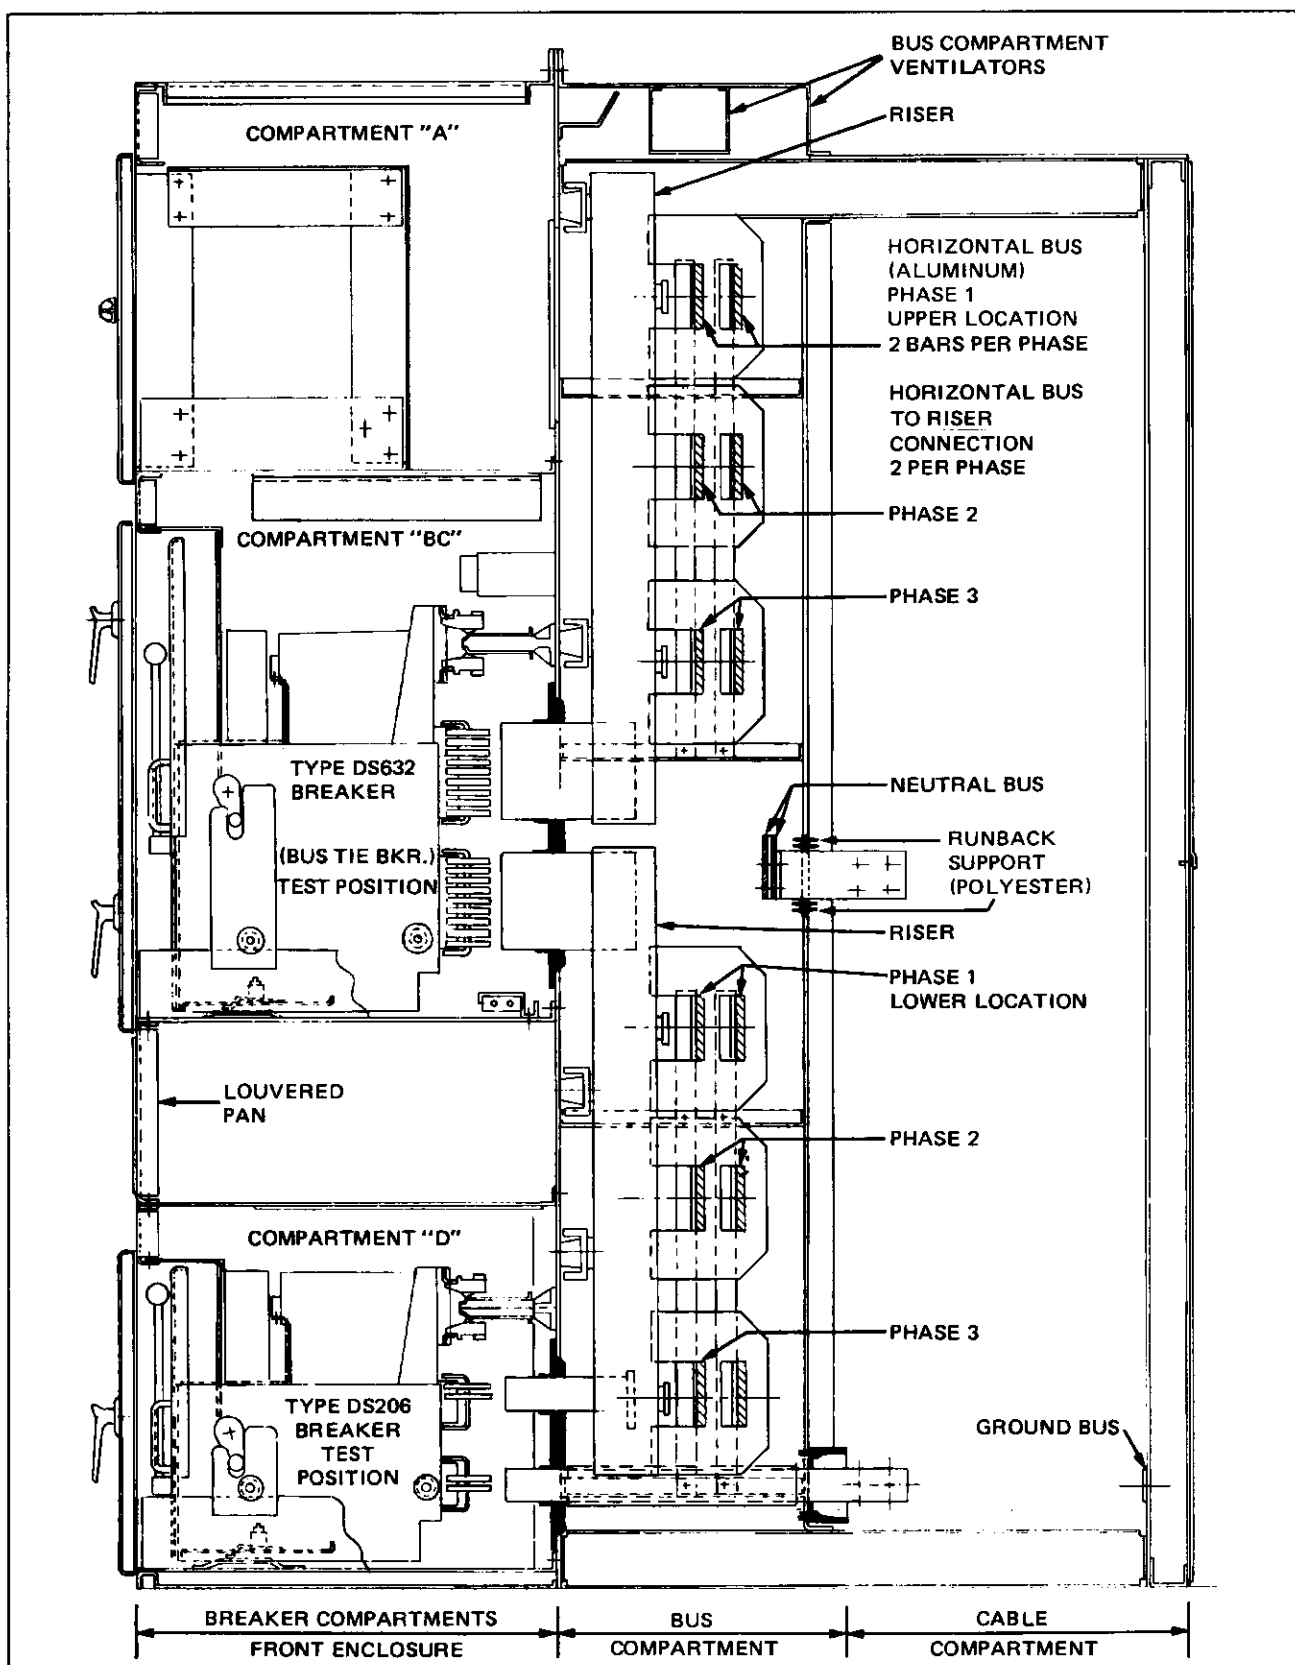 BUS COMPARTMENT
VENTILATORS
RISER
COMPARTMENT "A"
HORIZONTAL BUS
(ALUMINUM)
PHASE 1
UPPER LOCATION
2 BARS PER PHASE
HORIZONTAL BUS
TO RISER
CONNECTION
2 PER PHASE
PHASE 2
COMPARTMENT "BC"
PHASE 3
TYPE DS632
BREAKER
(BUS TIE BKR.)
TEST POSITION
NEUTRAL BUS
RUNBACK
SUPPORT
(POLYESTER)
RISER
PHASE 1
LOWER LOCATION
LOUVERED
PAN
PHASE 2
COMPARTMENT "D"
PHASE 3
TYPE DS206
BREAKER
TEST
POSITION
GROUND BUS
BREAKER COMPARTMENTS
FRONT ENCLOSURE
BUS
COMPARTMENT
CABLE
COMPARTMENT